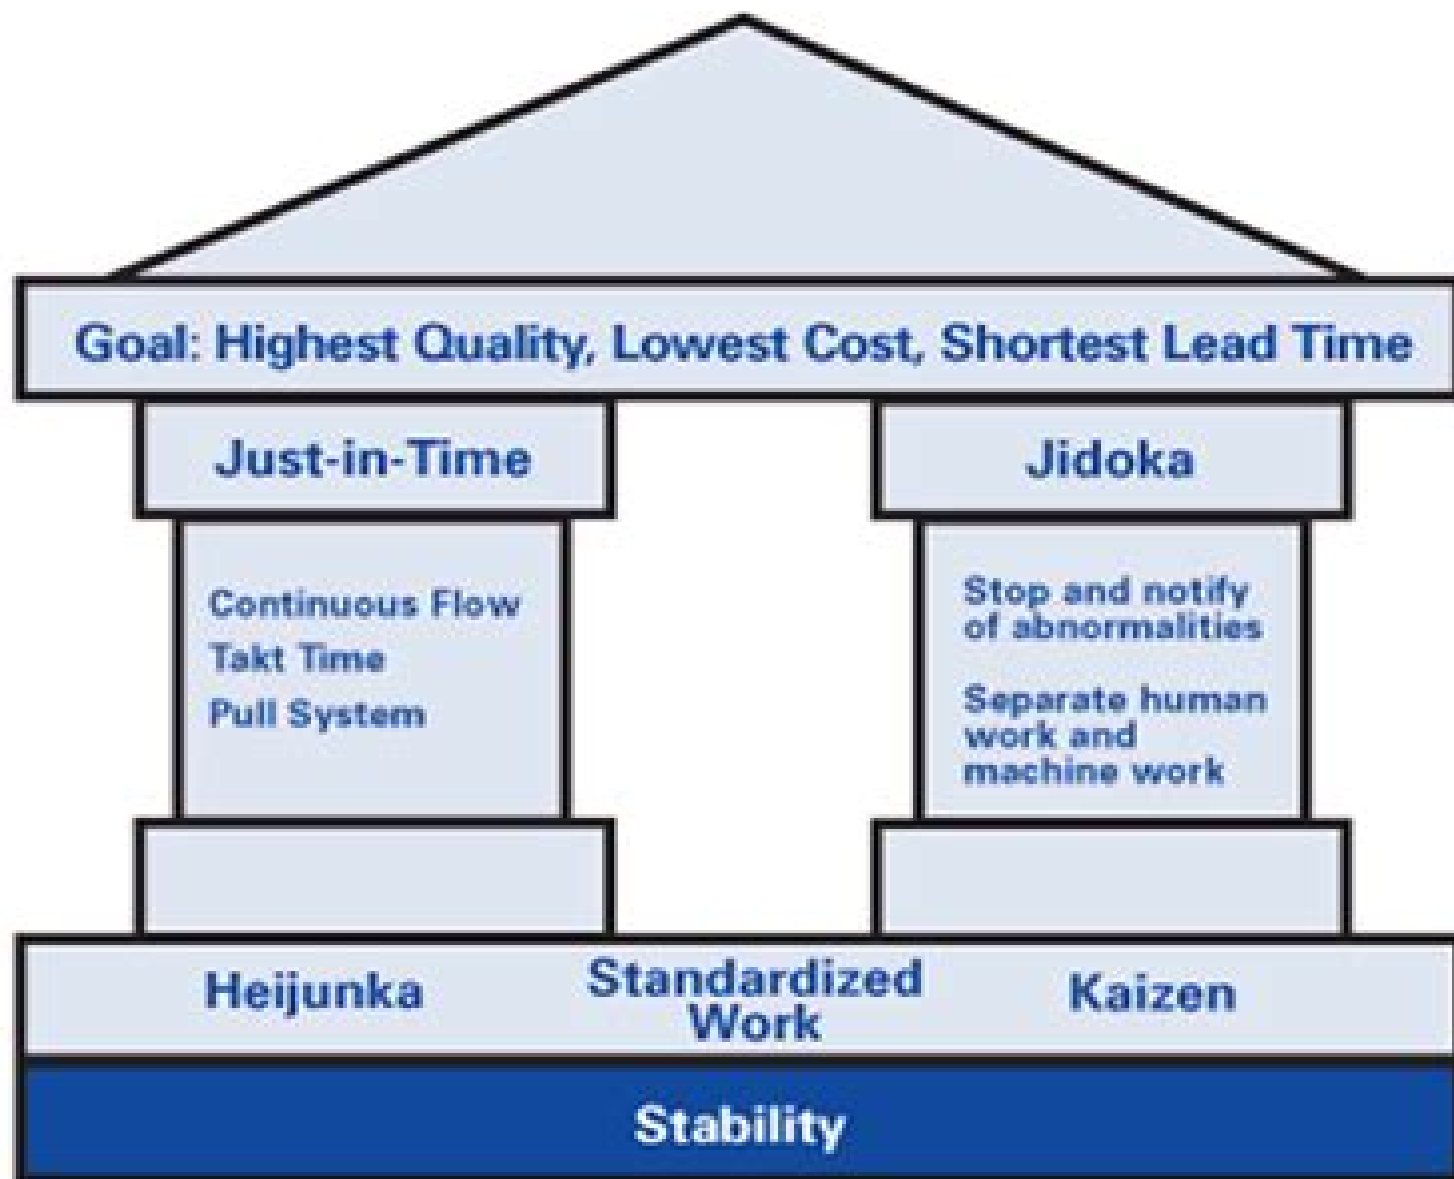 Goal: Highest Quality, Lowest Cost, Shortest Lead Time
Just-in-Time
Continuous Flow
Takt Time
Pull System
Jidoka
Stop and notify
of abnormalities
Separate human
work and
machine work
Heijunka
Standardized
Work
Kaizen
Stability